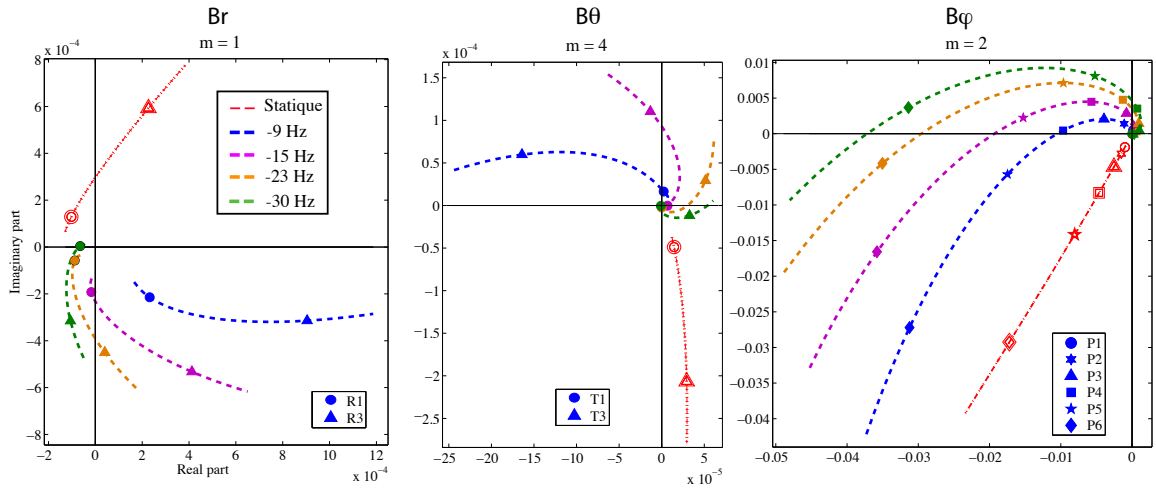 Br
m = 1
x 10⁻⁴
8
6
4
2
0
−2
−4
−6
−8
Imaginary part
−2 0 2 4 6 8 10 12
Real part
x 10⁻⁴
Statique
-9 Hz
-15 Hz
-23 Hz
-30 Hz
R1
R3
Bθ
m = 4
x 10⁻⁴
1.5
1
0.5
0
−0.5
−1
−1.5
−2
−2.5
−25 −20 −15 −10 −5 0 5
x 10⁻⁵
T1
T3
Bφ
m = 2
0.01
0.005
0
−0.005
−0.01
−0.015
−0.02
−0.025
−0.03
−0.035
−0.04
−0.05 −0.04 −0.03 −0.02 −0.01 0
P1
P2
P3
P4
P5
P6